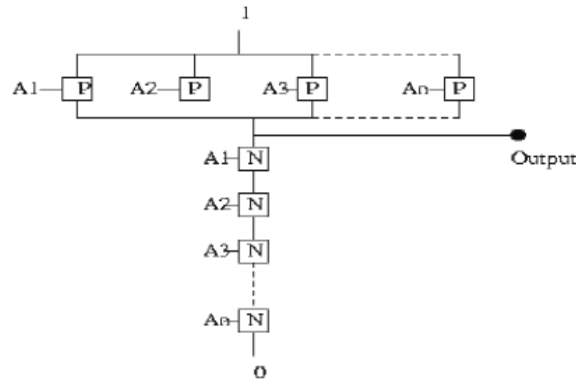 1
A1 P A2 P A3 P An P
Output
A1 N
A2 N
A3 N
An N
0